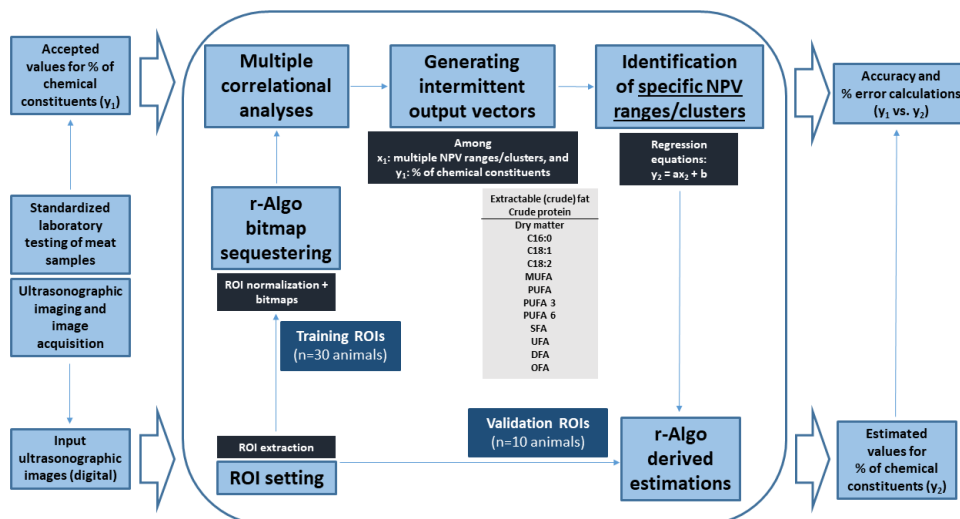 Accepted
values for % of
chemical
constituents (y₁)
Standardized
laboratory
testing of meat
samples
Ultrasonographic
imaging and
image
acquisition
Input
ultrasonographic
images (digital)
Multiple
correlational
analyses
Generating
intermittent
output vectors
Identification
of specific NPV
ranges/clusters
Among
x₁: multiple NPV ranges/clusters, and
y₁: % of chemical constituents
Regression
equations:
y₂ = ax₂ + b
Extractable (crude) fat
Crude protein
Dry matter
C16:0
C18:1
C18:2
MUFA
PUFA
PUFA 3
PUFA 6
SFA
UFA
DFA
OFA
r-Algo
bitmap
sequestering
ROI normalization +
bitmaps
Training ROIs
(n=30 animals)
ROI extraction
ROI setting
Validation ROIs
(n=10 animals)
r-Algo
derived
estimations
Accuracy and
% error calculations
(y₁ vs. y₂)
Estimated
values for
% of chemical
constituents (y₂)